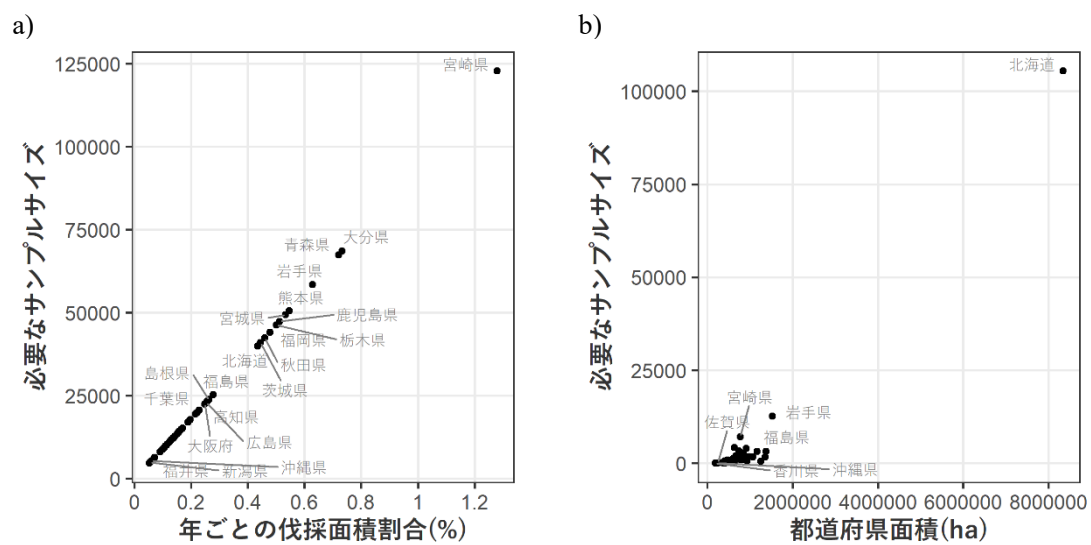 a)
b)
125000
100000
75000
50000
25000
0
必要なサンプルサイズ
宮崎県
大分県
青森県
岩手県
熊本県
宮城県
鹿児島県
福岡県
栃木県
北海道
秋田県
茨城県
島根県
福島県
千葉県
高知県
大阪府
広島県
沖縄県
福井県
新潟県
0
0.2
0.4
0.6
0.8
1
1.2
年ごとの伐採面積割合(%)
100000
75000
50000
25000
0
必要なサンプルサイズ
北海道
宮崎県
岩手県
佐賀県
福島県
香川県
沖縄県
0
2000000
4000000
6000000
8000000
都道府県面積(ha)